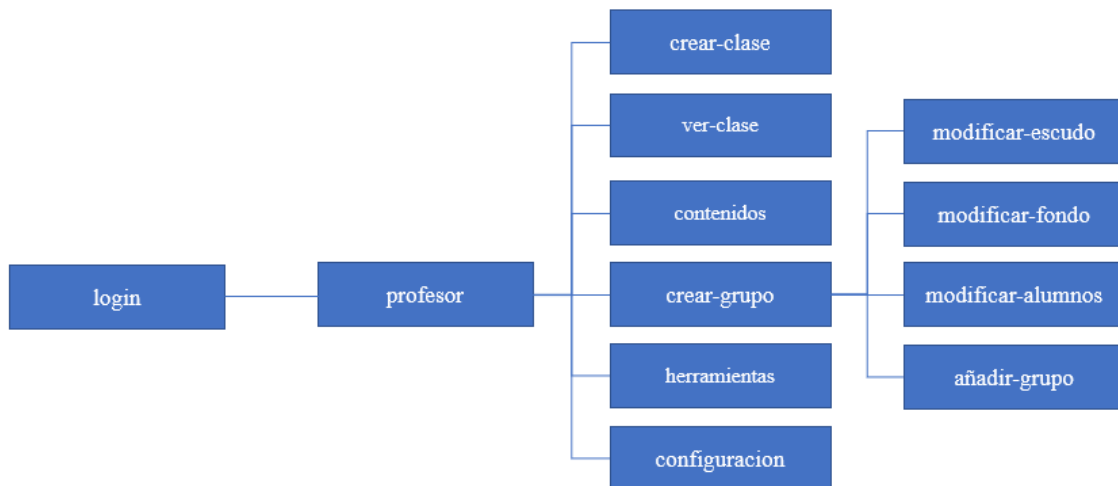 login
profesor
crear-clase
ver-clase
contenidos
crear-grupo
herramientas
configuracion
modificar-escudo
modificar-fondo
modificar-alumnos
añadir-grupo